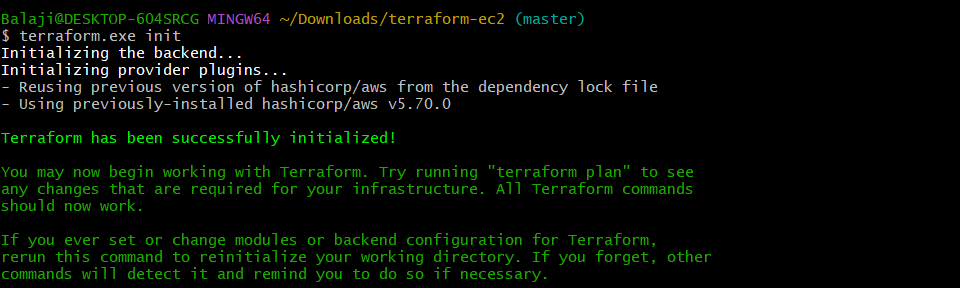 Balaji@DESKTOP-604SRCG MINGW64 ~/Downloads/terraform-ec2 (master)
$ terraform.exe init
Initializing the backend...
Initializing provider plugins...
- Reusing previous version of hashicorp/aws from the dependency lock file
- Using previously-installed hashicorp/aws v5.70.0
Terraform has been successfully initialized!
You may now begin working with Terraform. Try running "terraform plan" to see
any changes that are required for your infrastructure. All Terraform commands
should now work.
If you ever set or change modules or backend configuration for Terraform,
rerun this command to reinitialize your working directory. If you forget, other
commands will detect it and remind you to do so if necessary.